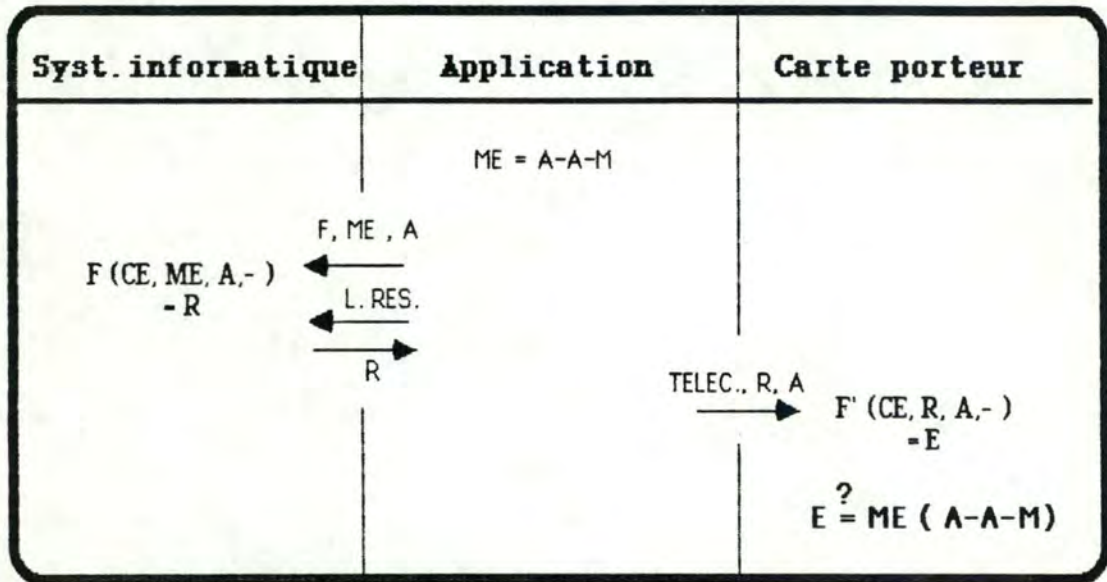 Syst.informatique Application Carte porteur
ME = A-A-M
F, ME , A
F (CE, ME, A,- )
= R
L. RES.
R
TELEC., R, A
F' (CE, R, A,- )
= E
?
E = ME ( A-A-M)